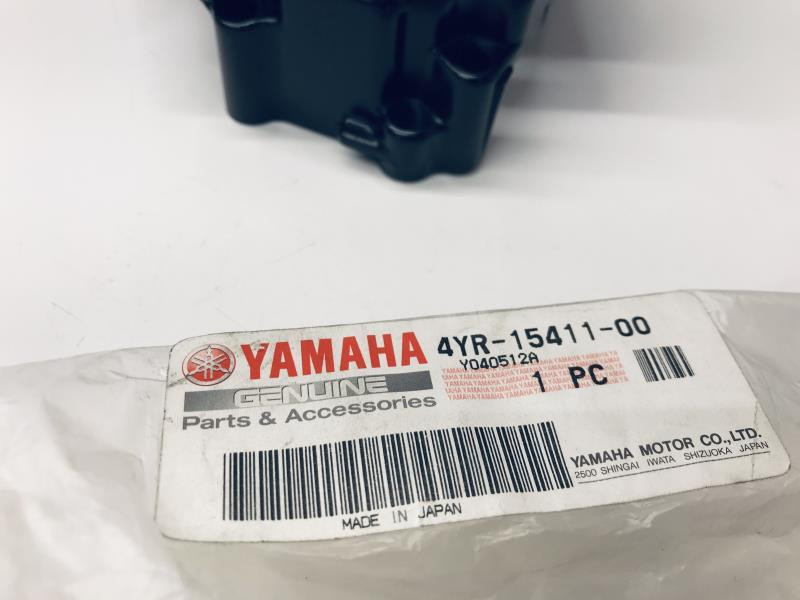 YAMAHA
4YR-15411-00
Y040512A
GENUINE
1 PC
Parts & Accessories
YAMAHA MOTOR CO., LTD.
2500 SHINGAI IWATA SHIZUOKA JAPAN
MADE IN JAPAN